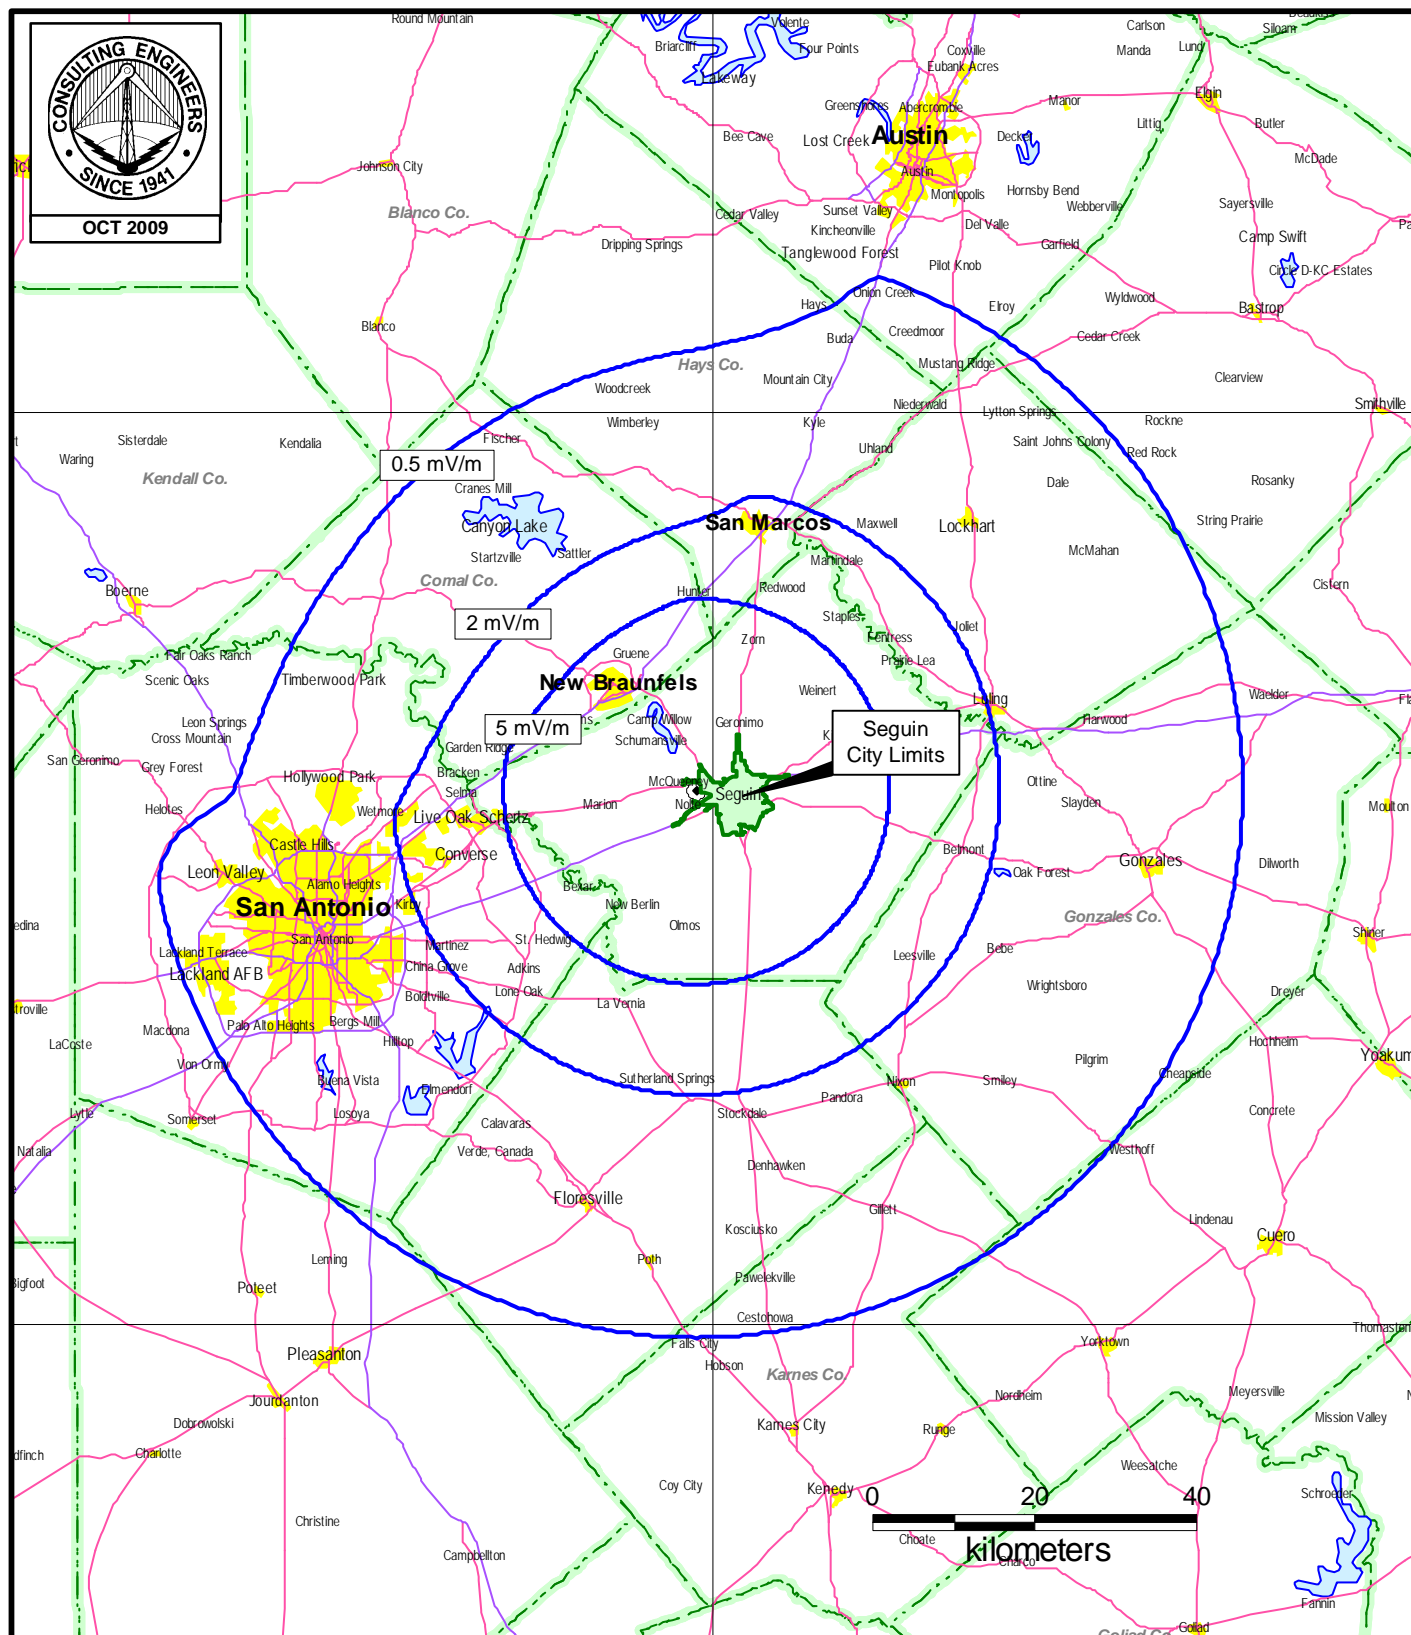 Round Mountain
Volente
Briarcliff
Four Points
Lakeway
Coxville
Eubank Acres
Carlson
Manda
Lund
Siloam
CONSULTING ENGINEERS
SINCE 1941
OCT 2009
Greenshores
Abercrombie
Manor
Elgin
Littig
Butler
Bee Cave
Lost Creek
Austin
Decker
McDade
Johnson City
Austin
Montopolis
Hornsby Bend
Webberville
Sayersville
Blanco Co.
Cedar Valley
Sunset Valley
Kincheonville
Del Valle
Garfield
Camp Swift
Dripping Springs
Tanglewood Forest
Pilot Knob
Circle D-KC Estates
Onion Creek
Hays
Elroy
Wyldwood
Bastrop
Blanco
Buda
Creedmoor
Cedar Creek
Hays Co.
Mustang Ridge
Woodcreek
Mountain City
Clearview
Niederwald
Lytton Springs
Smithville
Wimberley
Kyle
Rockne
Sisterdale
Kendalia
Fischer
Uhland
Saint Johns Colony
Red Rock
Waring
0.5 mV/m
Kendall Co.
Cranes Mill
Dale
Rosanky
Canyon Lake
San Marcos
Maxwell
Lockhart
String Prairie
Startzville
Sattler
Martindale
McMahan
Comal Co.
Hunter
Redwood
Cistern
Boerne
2 mV/m
Staples
Joliet
Fair Oaks Ranch
Gruene
Zorn
Fentress
Prairie Lea
Scenic Oaks
Timberwood Park
New Braunfels
Weinert
Luling
Waelder
Leon Springs
5 mV/m
Camp Willow
Geronimo
Seguin
City Limits
Harwood
Cross Mountain
Garden Ridge
Schumansville
San Geronimo
Grey Forest
Hollywood Park
Bracken
McQueeney
Ottine
Helotes
Wetmore
Selma
Marion
Nolte
Seguin
Slayden
Moulton
Live Oak
Schertz
Castle Hills
Converse
Belmont
Gonzales
Dilworth
Leon Valley
Alamo Heights
Bexar
Oak Forest
San Antonio
Kirby
New Berlin
Olmos
Gonzales Co.
San Antonio
Martinez
St. Hedwig
Shiner
Lackland Terrace
Bebe
Leesville
Lackland AFB
China Grove
Adkins
Boldtville
Lone Oak
La Vernia
Wrightsboro
Dreyer
Macdona
Palo Alto Heights
Bergs Mill
LaCoste
Hilltop
Hochheim
Von Ormy
Pilgrim
Yoakum
Buena Vista
Elmendorf
Sutherland Springs
Nixon
Smiley
Cheapside
Lytle
Somerset
Losoya
Calavaras
Stockdale
Pandora
Concrete
Natalia
Verde, Canada
Denhawken
Westhoff
Floresville
Gillett
Lindenau
Kosciusko
Cuero
Leming
Poth
Bigfoot
Poteet
Pawelekville
Cestohowa
Falls City
Yorktown
Pleasanton
Hobson
Karnes Co.
Jourdanton
Nordheim
Meyersville
Dobrowolski
Karnes City
Runge
Mission Valley
Charlotte
Weesatche
Coy City
Kenedy
0 20 40
Schroeder
Christine
Choate
kilometers
Campbellton
Charco
Fannin
Goliad
Goliad Co.